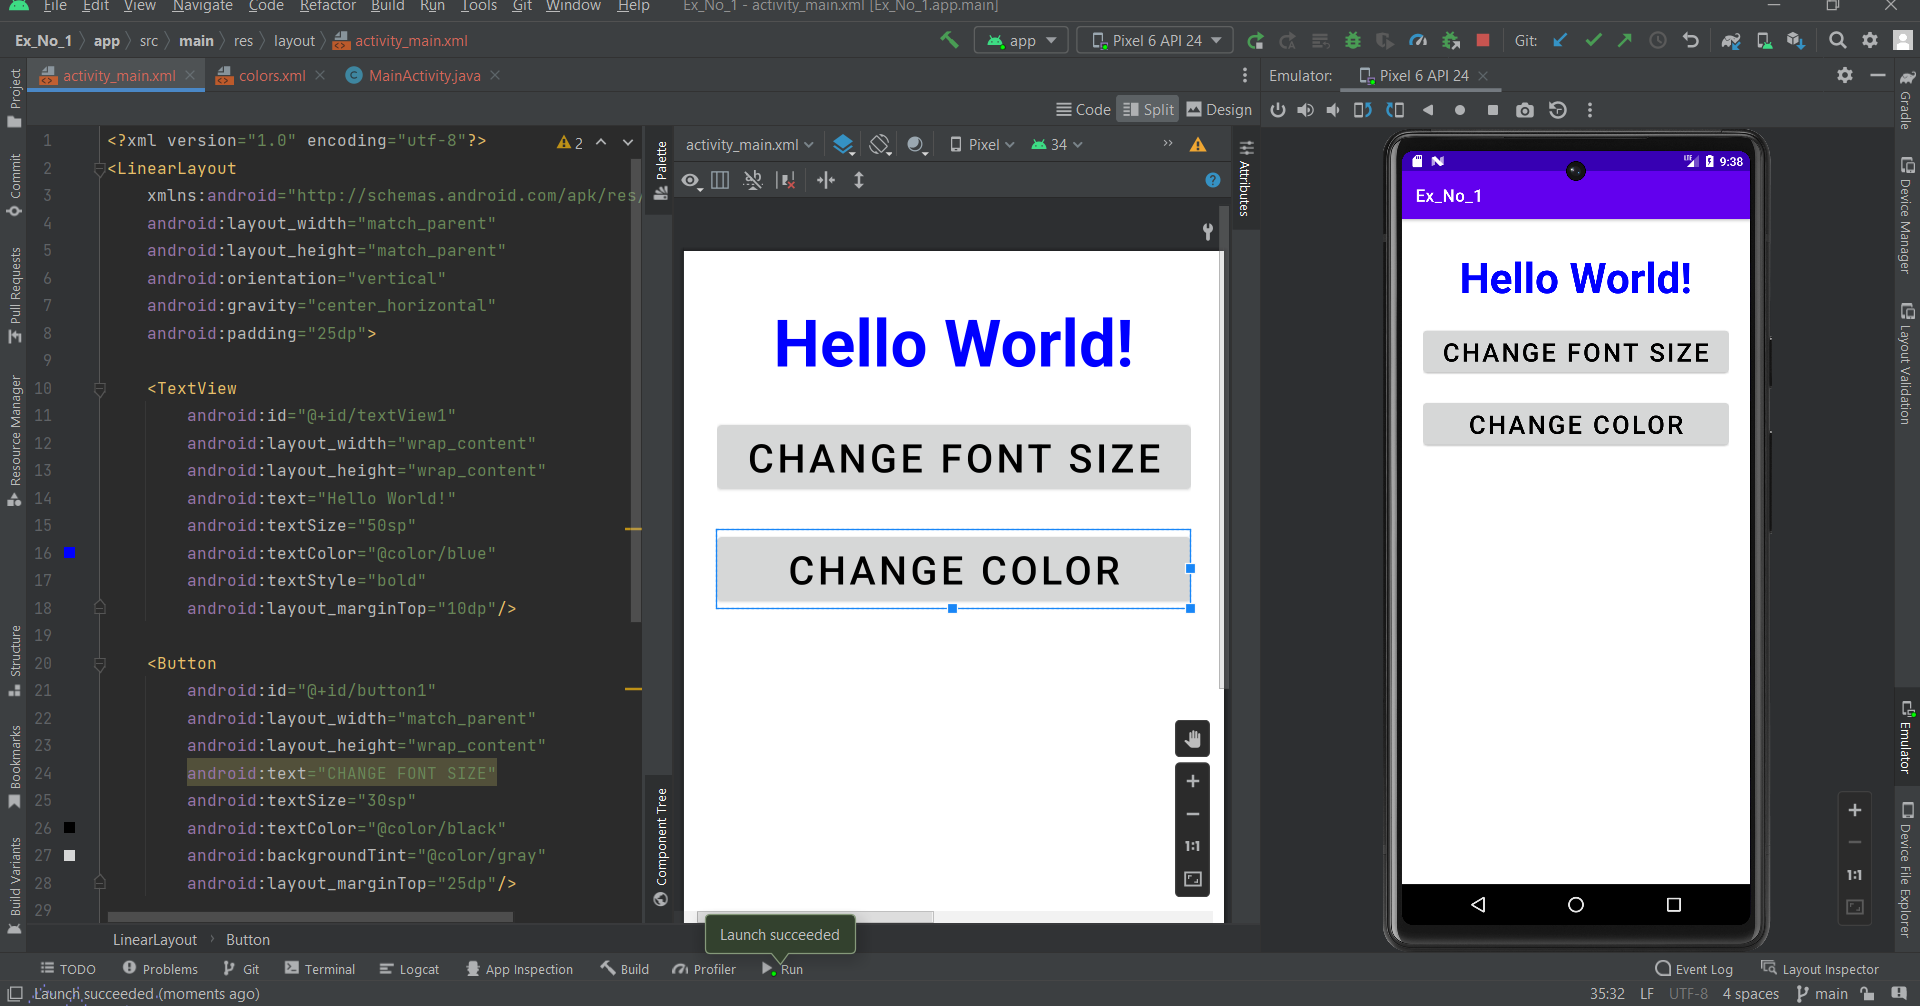 File Edit View Navigate Code Refactor Build Run Tools Git Window Help Ex_No_1 - activity_main.xml [Ex_No_1.app.main]
Ex_No_1 app src main res layout activity_main.xml app Pixel 6 API 24 Git:
activity_main.xml colors.xml MainActivity.java Emulator: Pixel 6 API 24
Code Split Design
activity_main.xml Pixel 34
1 <?xml version="1.0" encoding="utf-8"?> 2
2 <LinearLayout
3 xmlns:android="http://schemas.android.com/apk/res/
4 android:layout_width="match_parent"
5 android:layout_height="match_parent"
6 android:orientation="vertical"
7 android:gravity="center_horizontal"
8 android:padding="25dp">
9
10 <TextView
11 android:id="@+id/textView1"
12 android:layout_width="wrap_content"
13 android:layout_height="wrap_content"
14 android:text="Hello World!"
15 android:textSize="50sp"
16 android:textColor="@color/blue"
17 android:textStyle="bold"
18 android:layout_marginTop="10dp"/>
19
20 <Button
21 android:id="@+id/button1"
22 android:layout_width="match_parent"
23 android:layout_height="wrap_content"
24 android:text="CHANGE FONT SIZE"
25 android:textSize="30sp"
26 android:textColor="@color/black"
27 android:backgroundTint="@color/gray"
28 android:layout_marginTop="25dp"/>
29
Project
Commit
Pull Requests
Resource Manager
Structure
Bookmarks
Build Variants
Palette
Component Tree
Attributes
Hello World!
CHANGE FONT SIZE
CHANGE COLOR
1:1
LTE 9:38
Ex_No_1
Hello World!
CHANGE FONT SIZE
CHANGE COLOR
1:1
Gradle
Device Manager
Layout Validation
Emulator
Device File Explorer
LinearLayout Button
Launch succeeded
TODO Problems Git Terminal Logcat App Inspection Build Profiler Run Event Log Layout Inspector
Launch succeeded (moments ago) 35:32 LF UTF-8 4 spaces main